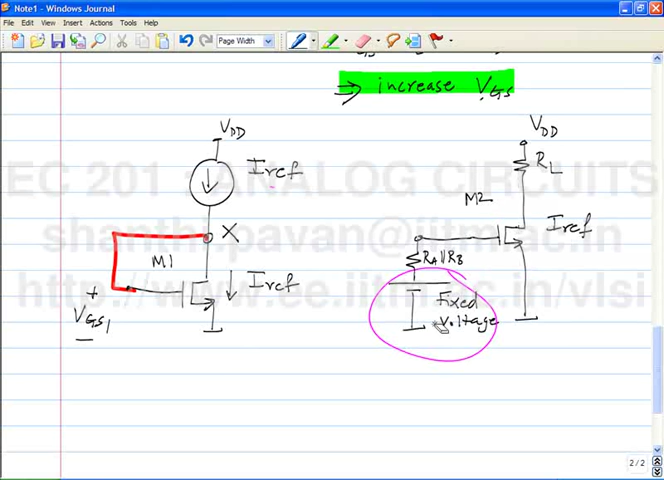 Note1 - Windows Journal
File Edit View Insert Actions Tools Help
Page Width
⇒ increase VGS
VDD
Iref
X
M1
Iref
+
VGS1
VDD
RL
M2
Iref
RA||RB
Fixed
Voltage
EC 201 ANALOG CIRCUITS
shanthi.pavan@iitm.ac.in
http://www.ee.iitm.ac.in/vlsi
2 / 2